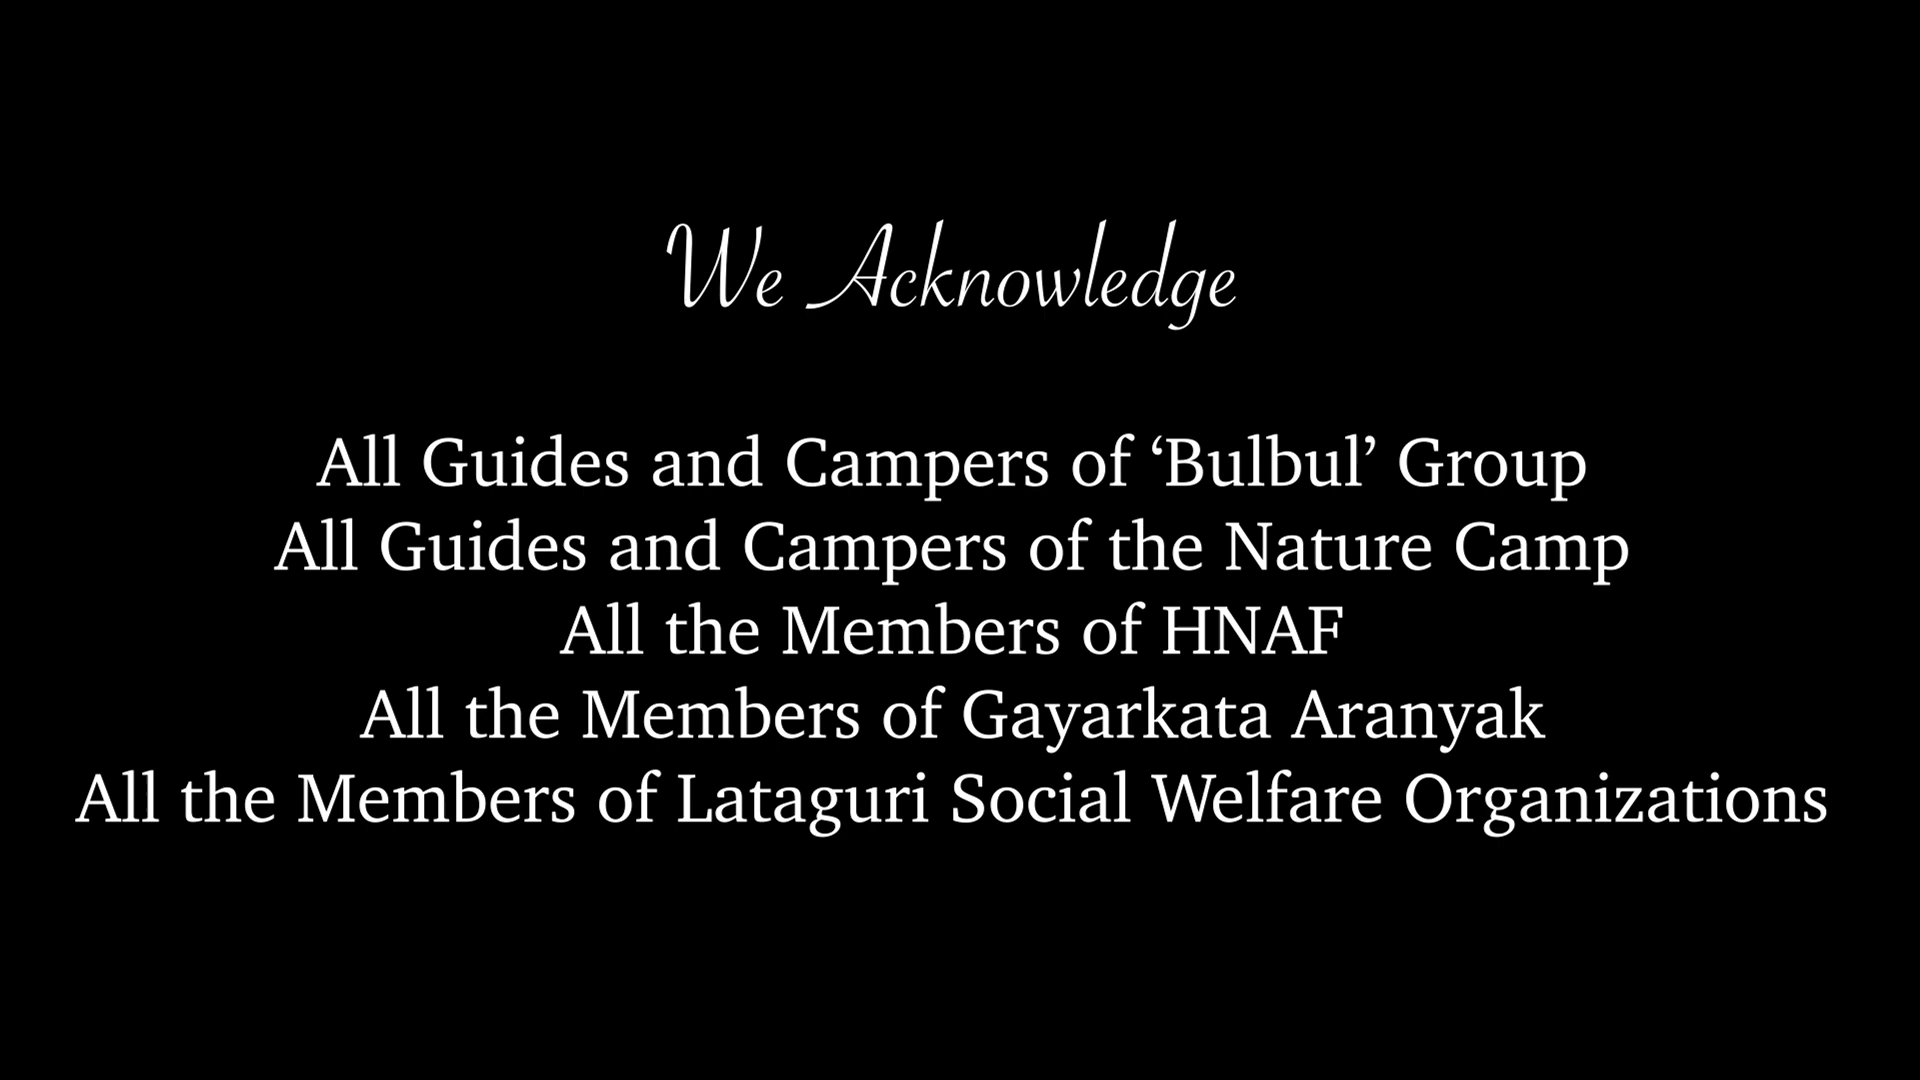 We Acknowledge
All Guides and Campers of ‘Bulbul’ Group
All Guides and Campers of the Nature Camp
All the Members of HNAF
All the Members of Gayarkata Aranyak
All the Members of Lataguri Social Welfare Organizations